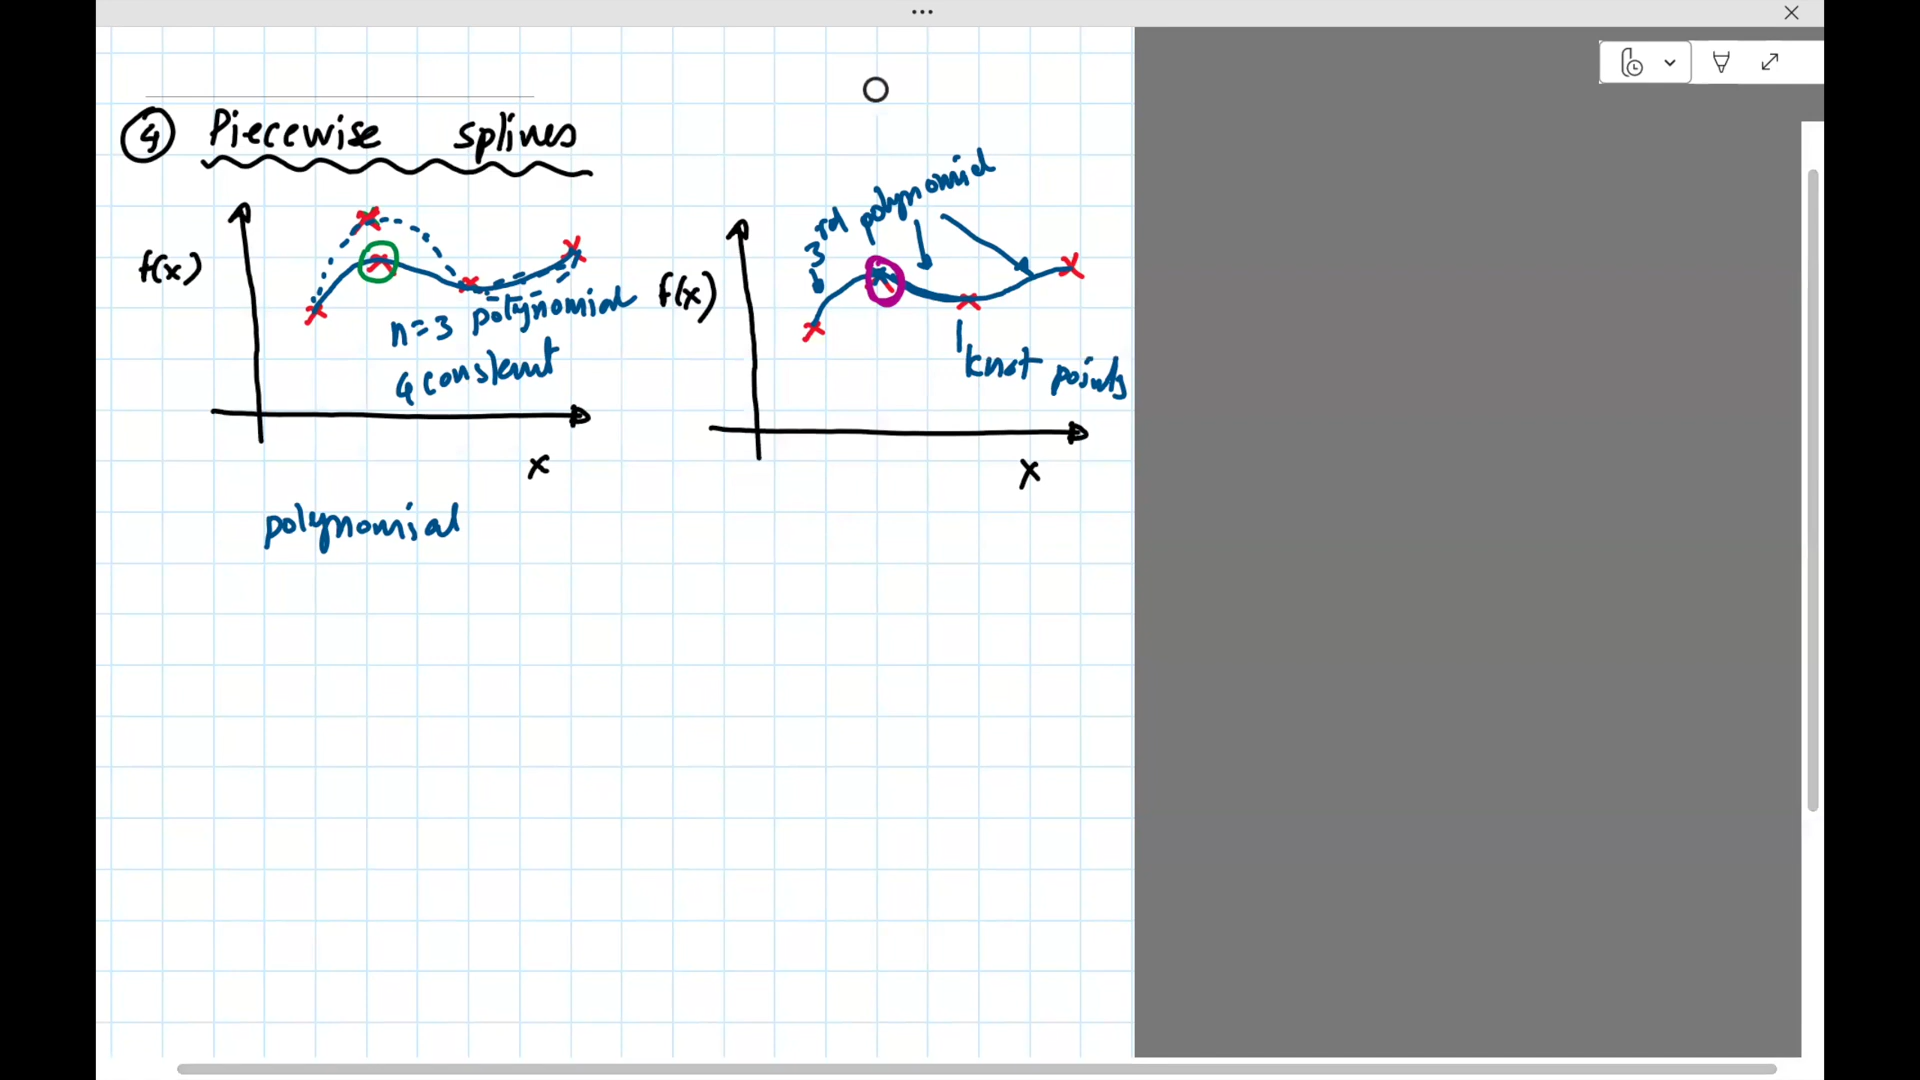 4 Piecewise splines
f(x)
n=3 polynomial
4 constant
x
polynomial
3rd polynomial
f(x)
knot points
x